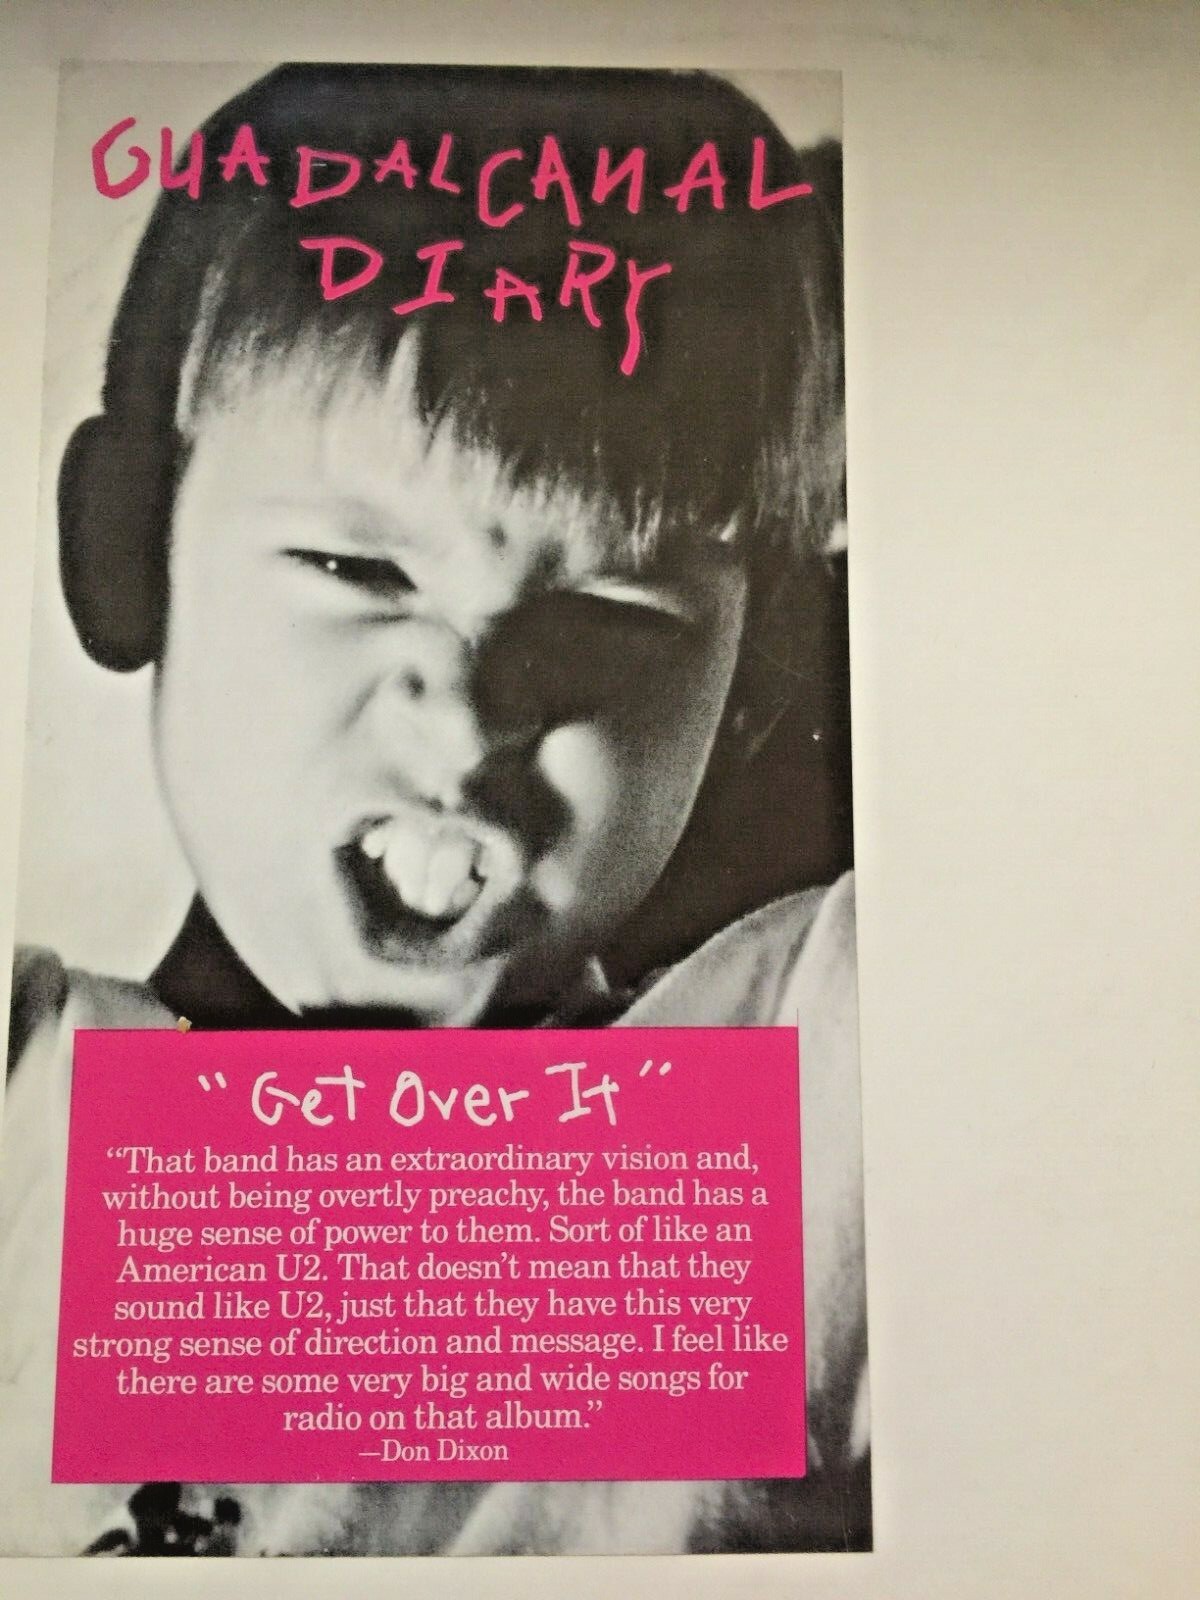 GUADALCANAL
DIARY
"Get Over It"
“That band has an extraordinary vision and,
without being overtly preachy, the band has a
huge sense of power to them. Sort of like an
American U2. That doesn’t mean that they
sound like U2, just that they have this very
strong sense of direction and message. I feel like
there are some very big and wide songs for
radio on that album.”
—Don Dixon